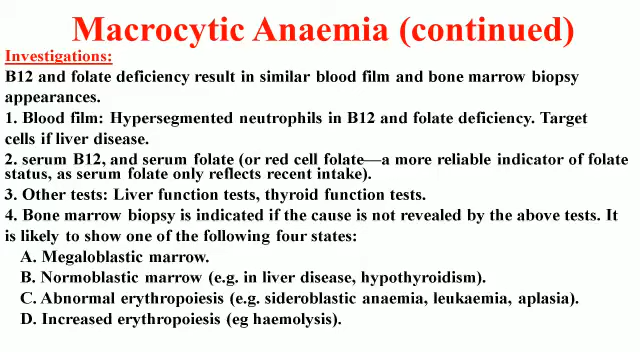 Macrocytic Anaemia (continued)
Investigations:
B12 and folate deficiency result in similar blood film and bone marrow biopsy
appearances.
1. Blood film: Hypersegmented neutrophils in B12 and folate deficiency. Target
cells if liver disease.
2. serum B12, and serum folate (or red cell folate—a more reliable indicator of folate
status, as serum folate only reflects recent intake).
3. Other tests: Liver function tests, thyroid function tests.
4. Bone marrow biopsy is indicated if the cause is not revealed by the above tests. It
is likely to show one of the following four states:
A. Megaloblastic marrow.
B. Normoblastic marrow (e.g. in liver disease, hypothyroidism).
C. Abnormal erythropoiesis (e.g. sideroblastic anaemia, leukaemia, aplasia).
D. Increased erythropoiesis (eg haemolysis).